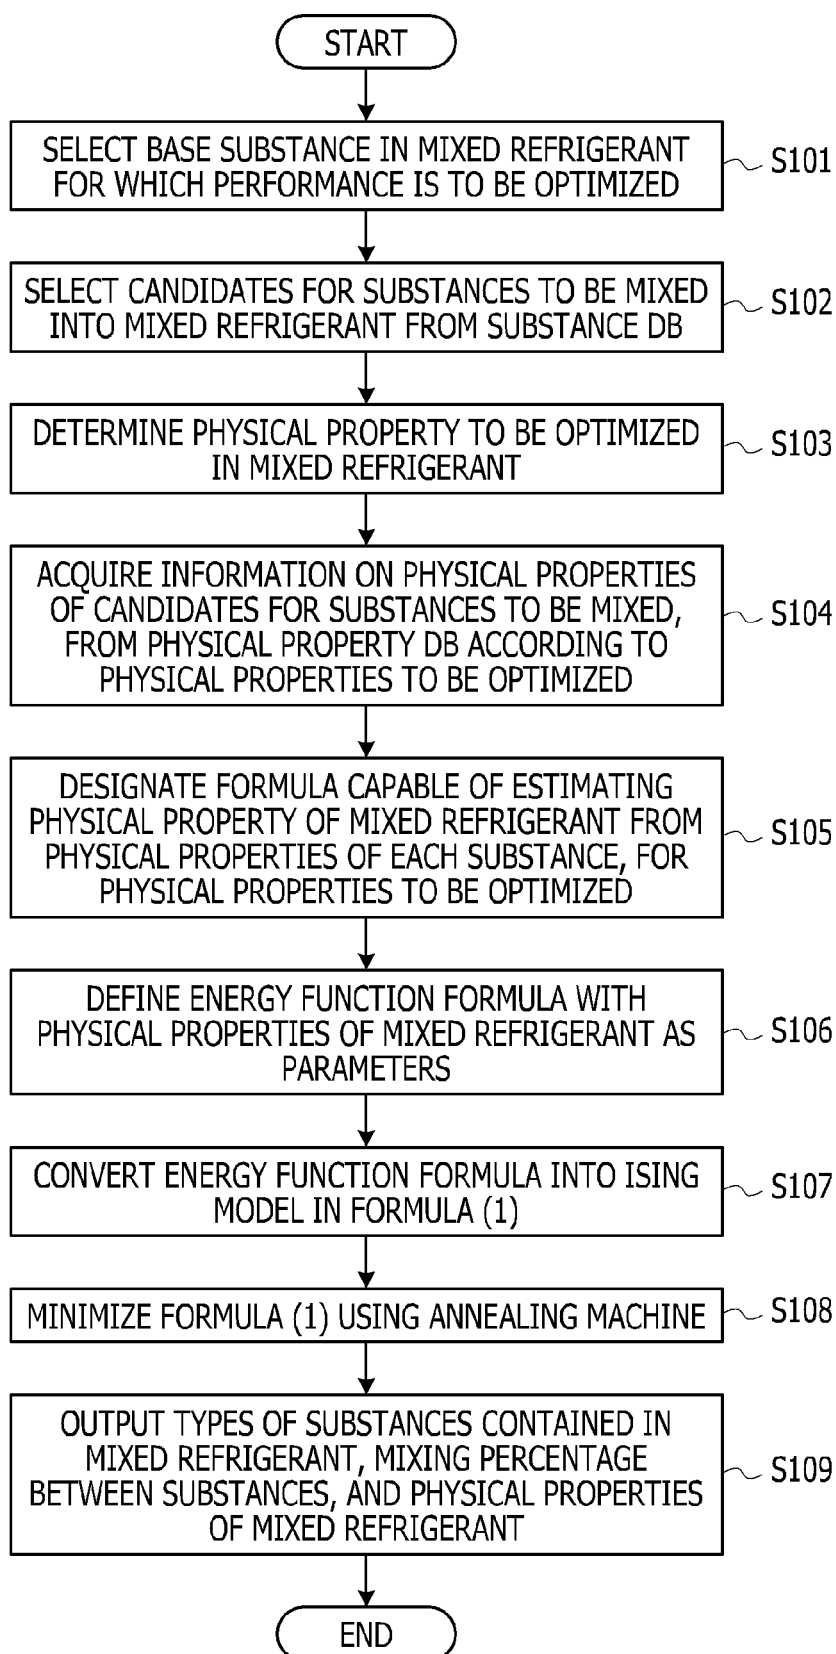 START
SELECT BASE SUBSTANCE IN MIXED REFRIGERANT
FOR WHICH PERFORMANCE IS TO BE OPTIMIZED
S101
SELECT CANDIDATES FOR SUBSTANCES TO BE MIXED
INTO MIXED REFRIGERANT FROM SUBSTANCE DB
S102
DETERMINE PHYSICAL PROPERTY TO BE OPTIMIZED
IN MIXED REFRIGERANT
S103
ACQUIRE INFORMATION ON PHYSICAL PROPERTIES
OF CANDIDATES FOR SUBSTANCES TO BE MIXED,
FROM PHYSICAL PROPERTY DB ACCORDING TO
PHYSICAL PROPERTIES TO BE OPTIMIZED
S104
DESIGNATE FORMULA CAPABLE OF ESTIMATING
PHYSICAL PROPERTY OF MIXED REFRIGERANT FROM
PHYSICAL PROPERTIES OF EACH SUBSTANCE, FOR
PHYSICAL PROPERTIES TO BE OPTIMIZED
S105
DEFINE ENERGY FUNCTION FORMULA WITH
PHYSICAL PROPERTIES OF MIXED REFRIGERANT AS
PARAMETERS
S106
CONVERT ENERGY FUNCTION FORMULA INTO ISING
MODEL IN FORMULA (1)
S107
MINIMIZE FORMULA (1) USING ANNEALING MACHINE
S108
OUTPUT TYPES OF SUBSTANCES CONTAINED IN
MIXED REFRIGERANT, MIXING PERCENTAGE
BETWEEN SUBSTANCES, AND PHYSICAL PROPERTIES
OF MIXED REFRIGERANT
S109
END